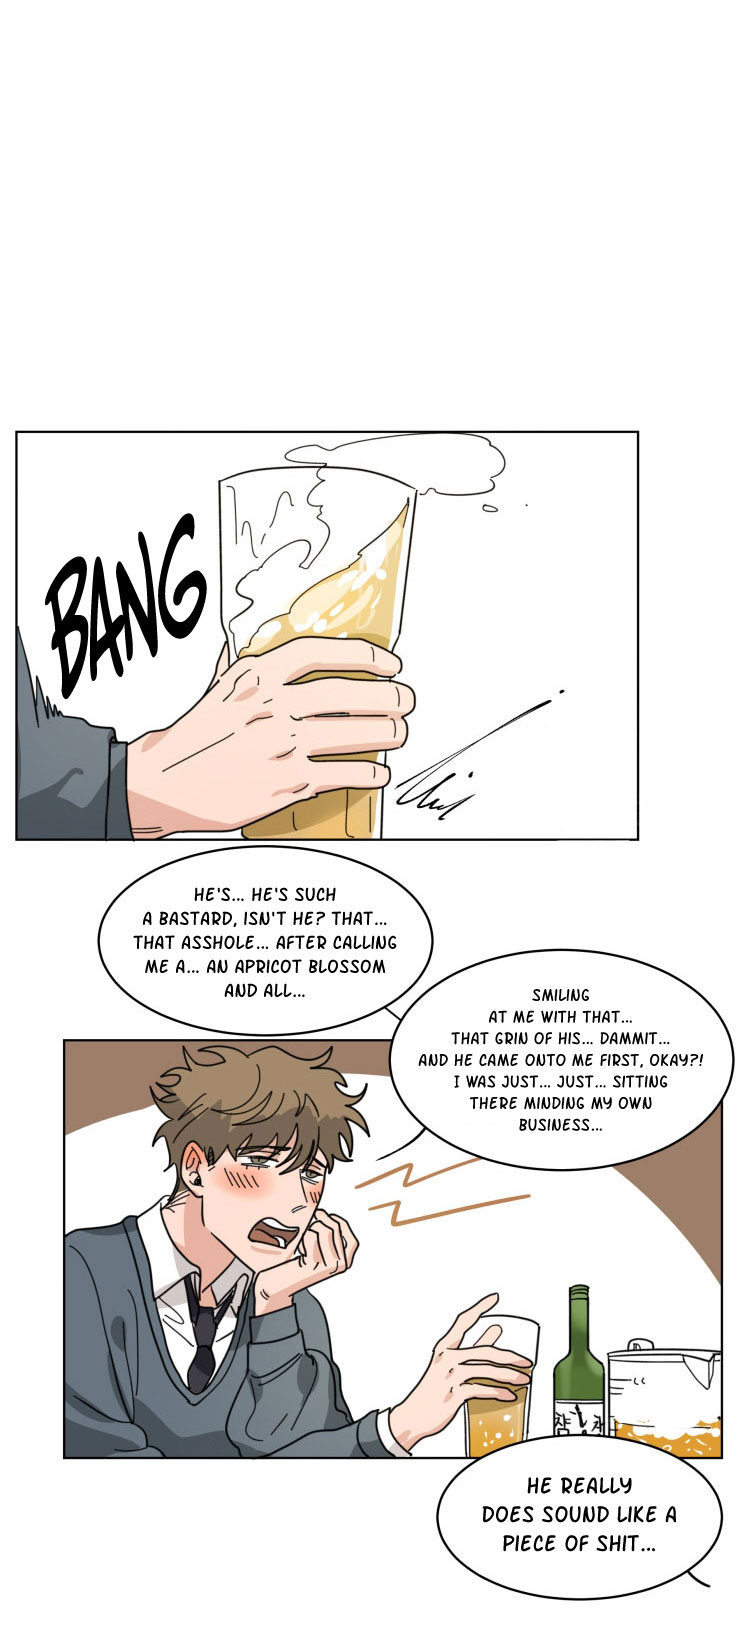 BANG
HE'S... HE'S SUCH
A BASTARD, ISN'T HE? THAT...
THAT ASSHOLE... AFTER CALLING
ME A... AN APRICOT BLOSSOM
AND ALL...
SMILING
AT ME WITH THAT...
THAT GRIN OF HIS... DAMMIT...
AND HE CAME ONTO ME FIRST, OKAY?!
I WAS JUST... JUST... SITTING
THERE MINDING MY OWN
BUSINESS...
HE REALLY
DOES SOUND LIKE A
PIECE OF SHIT...